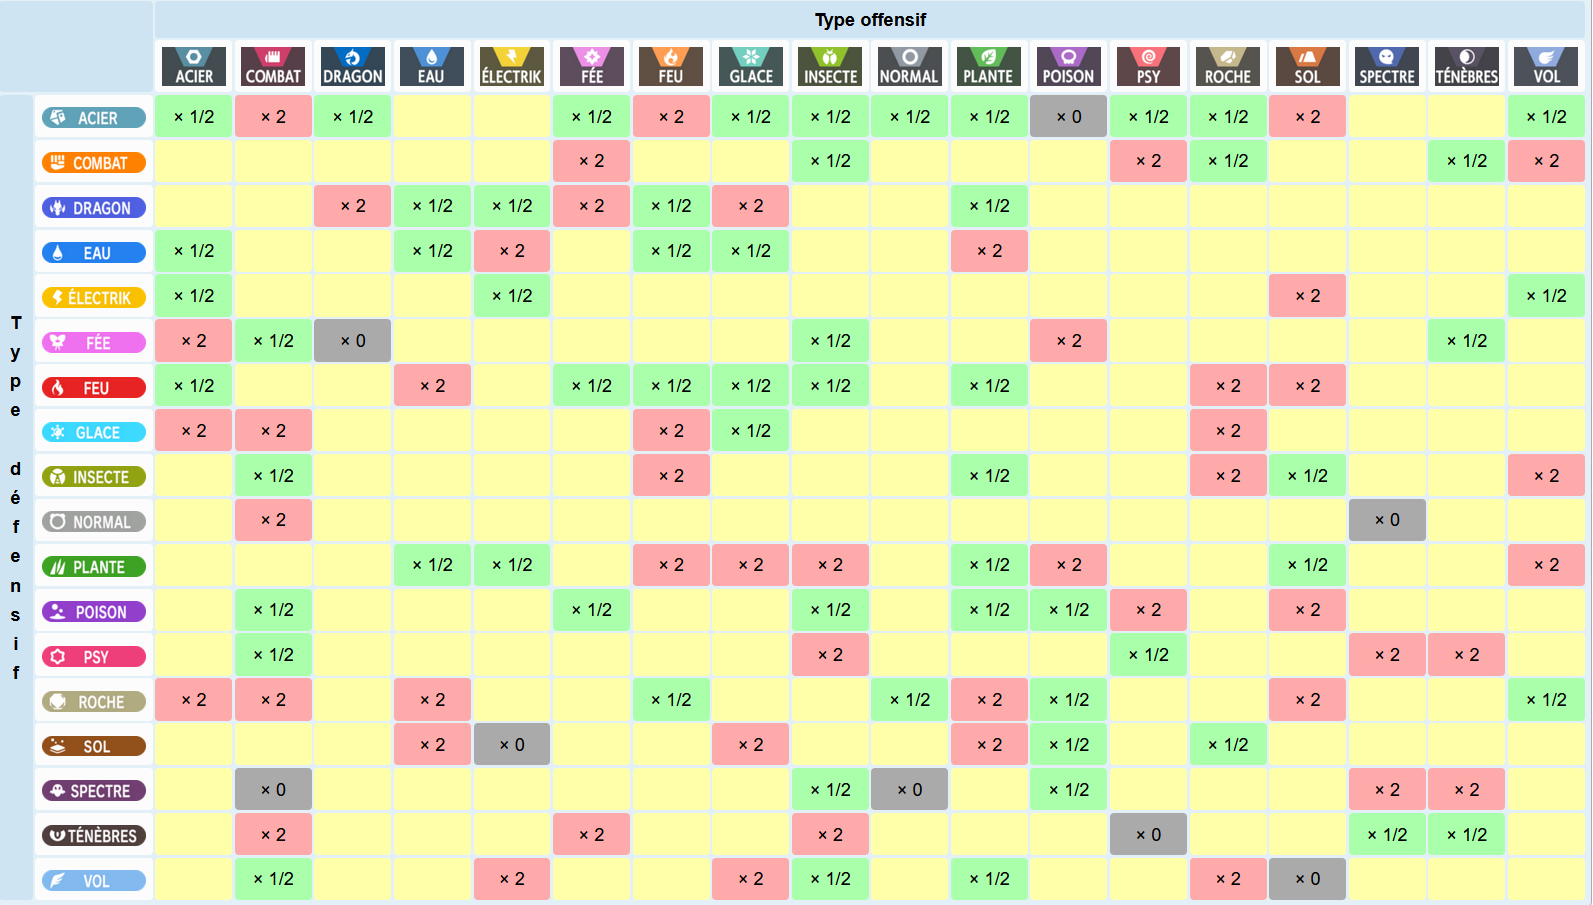 Type offensif
ACIER COMBAT DRAGON EAU ÉLECTRIK FÉE FEU GLACE INSECTE NORMAL PLANTE POISON PSY ROCHE SOL SPECTRE TÉNÈBRES VOL
Type défensif
ACIER × 1/2 × 2 × 1/2 × 1/2 × 2 × 1/2 × 1/2 × 1/2 × 1/2 × 0 × 1/2 × 1/2 × 2 × 1/2
COMBAT × 2 × 1/2 × 2 × 1/2 × 1/2 × 2
DRAGON × 2 × 1/2 × 1/2 × 2 × 1/2 × 2 × 1/2
EAU × 1/2 × 1/2 × 2 × 1/2 × 1/2 × 2
ÉLECTRIK × 1/2 × 1/2 × 2 × 1/2
FÉE × 2 × 1/2 × 0 × 1/2 × 2 × 1/2
FEU × 1/2 × 2 × 1/2 × 1/2 × 1/2 × 1/2 × 1/2 × 2 × 2
GLACE × 2 × 2 × 2 × 1/2 × 2
INSECTE × 1/2 × 2 × 1/2 × 2 × 1/2 × 2
NORMAL × 2 × 0
PLANTE × 1/2 × 1/2 × 2 × 2 × 2 × 1/2 × 2 × 1/2 × 2
POISON × 1/2 × 1/2 × 1/2 × 1/2 × 1/2 × 2 × 2
PSY × 1/2 × 2 × 1/2 × 2 × 2
ROCHE × 2 × 2 × 2 × 1/2 × 1/2 × 2 × 1/2 × 2 × 1/2
SOL × 2 × 0 × 2 × 2 × 1/2 × 1/2
SPECTRE × 0 × 1/2 × 0 × 1/2 × 2 × 2
TÉNÈBRES × 2 × 2 × 2 × 0 × 1/2 × 1/2
VOL × 1/2 × 2 × 2 × 1/2 × 1/2 × 2 × 0